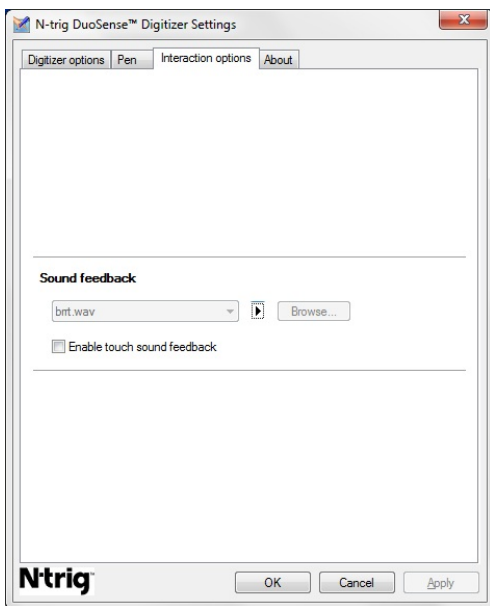 N-trig DuoSense™ Digitizer Settings
Digitizer options Pen Interaction options About
Sound feedback
brrt.wav Browse...
Enable touch sound feedback
N-trig™ OK Cancel Apply